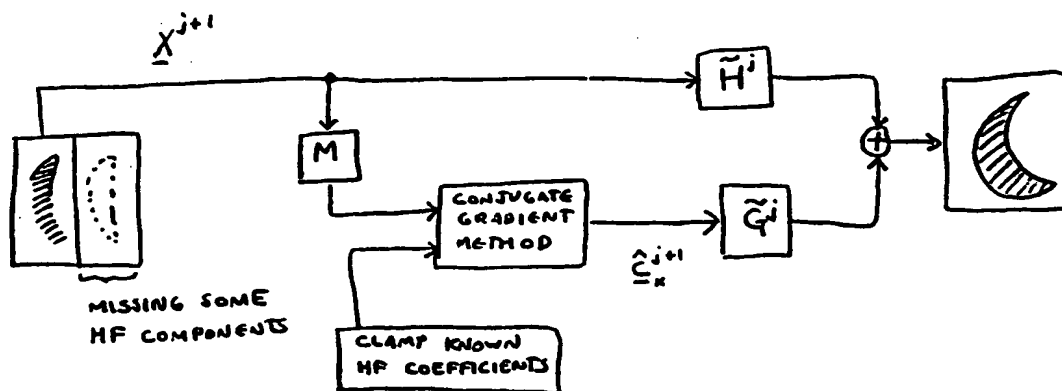 X^{j+1}
H̃^j
M
+
CONJUGATE
GRADIENT
METHOD
G̃^j
Ĉ_x^{j+1}
MISSING SOME
HF COMPONENTS
CLAMP KNOWN
HF COEFFICIENTS